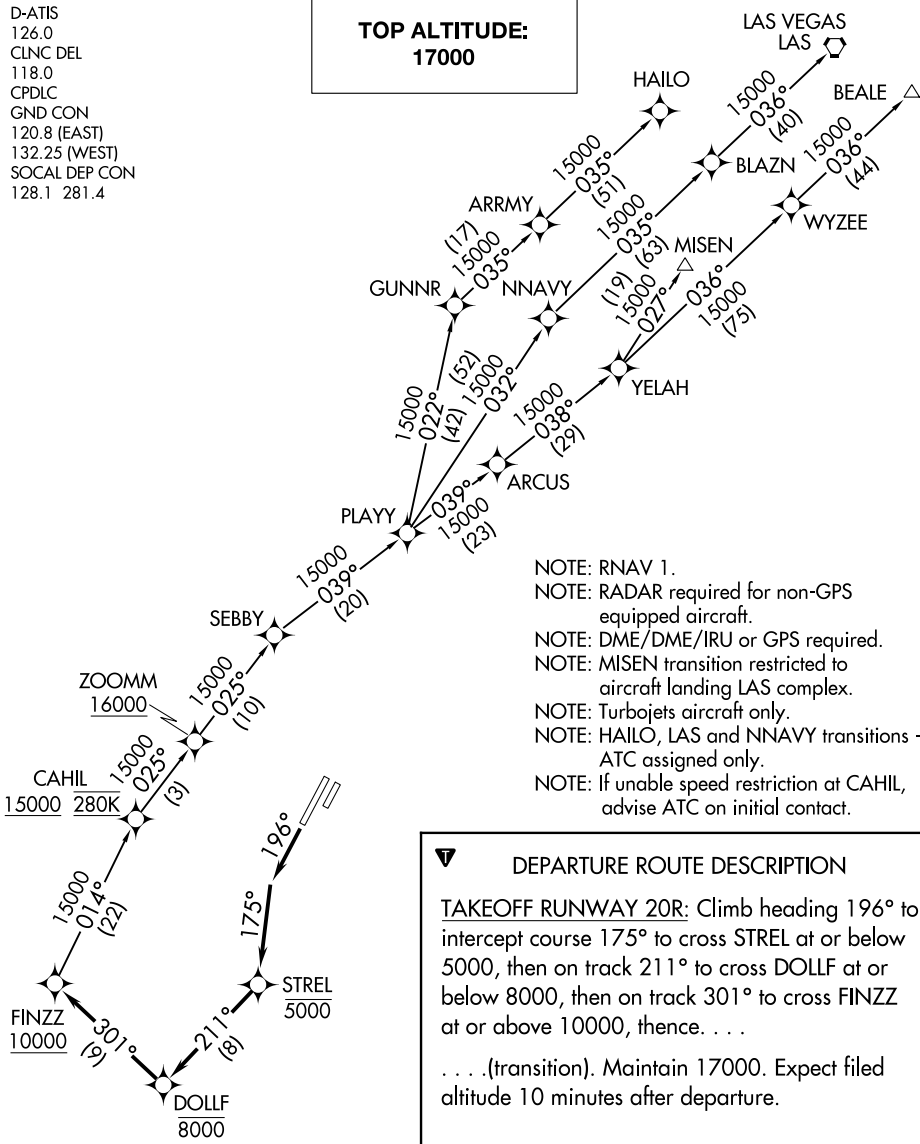 D-ATIS
126.0
CLNC DEL
118.0
CPDLC
GND CON
120.8 (EAST)
132.25 (WEST)
SOCAL DEP CON
128.1 281.4
TOP ALTITUDE:
17000
LAS VEGAS
LAS
HAILO
BEALE
15000
036°
(40)
15000
036°
(44)
15000
035°
(51)
BLAZN
ARRMY
WYZEE
(17)
15000
035°
15000
035°
(63)
MISEN
GUNNR
NNAVY
(19)
15000
027°
036°
15000
(75)
15000
022°
(42)
(52)
15000
032°
YELAH
15000
038°
(29)
ARCUS
PLAYY
039°
15000
(23)
15000
039°
(20)
SEBBY
15000
025°
(10)
ZOOMM
16000
15000
025°
(3)
CAHIL
15000 280K
15000
014°
(22)
196°
175°
STREL
5000
FINZZ
10000
301°
(9)
211°
(8)
DOLLF
8000
NOTE: RNAV 1.
NOTE: RADAR required for non-GPS
equipped aircraft.
NOTE: DME/DME/IRU or GPS required.
NOTE: MISEN transition restricted to
aircraft landing LAS complex.
NOTE: Turbojets aircraft only.
NOTE: HAILO, LAS and NNAVY transitions -
ATC assigned only.
NOTE: If unable speed restriction at CAHIL,
advise ATC on initial contact.
T
DEPARTURE ROUTE DESCRIPTION
TAKEOFF RUNWAY 20R: Climb heading 196° to
intercept course 175° to cross STREL at or below
5000, then on track 211° to cross DOLLF at or
below 8000, then on track 301° to cross FINZZ
at or above 10000, thence. . . .
. . . .(transition). Maintain 17000. Expect filed
altitude 10 minutes after departure.